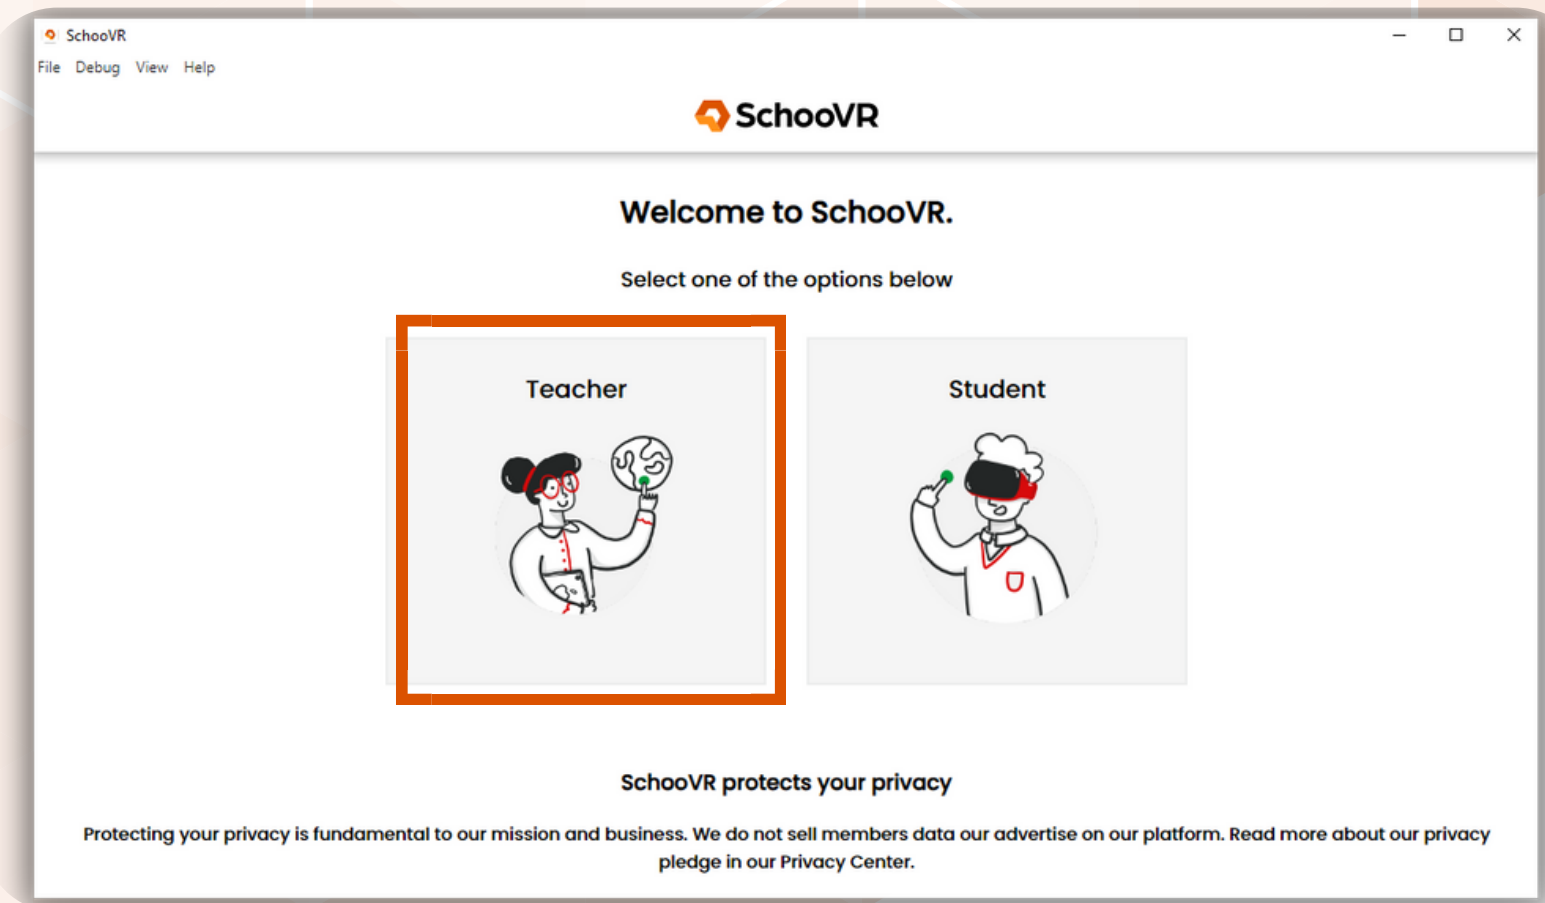 SchooVR
File Debug View Help
SchooVR
Welcome to SchooVR.
Select one of the options below
Teacher
Student
SchooVR protects your privacy
Protecting your privacy is fundamental to our mission and business. We do not sell members data our advertise on our platform. Read more about our privacy
pledge in our Privacy Center.